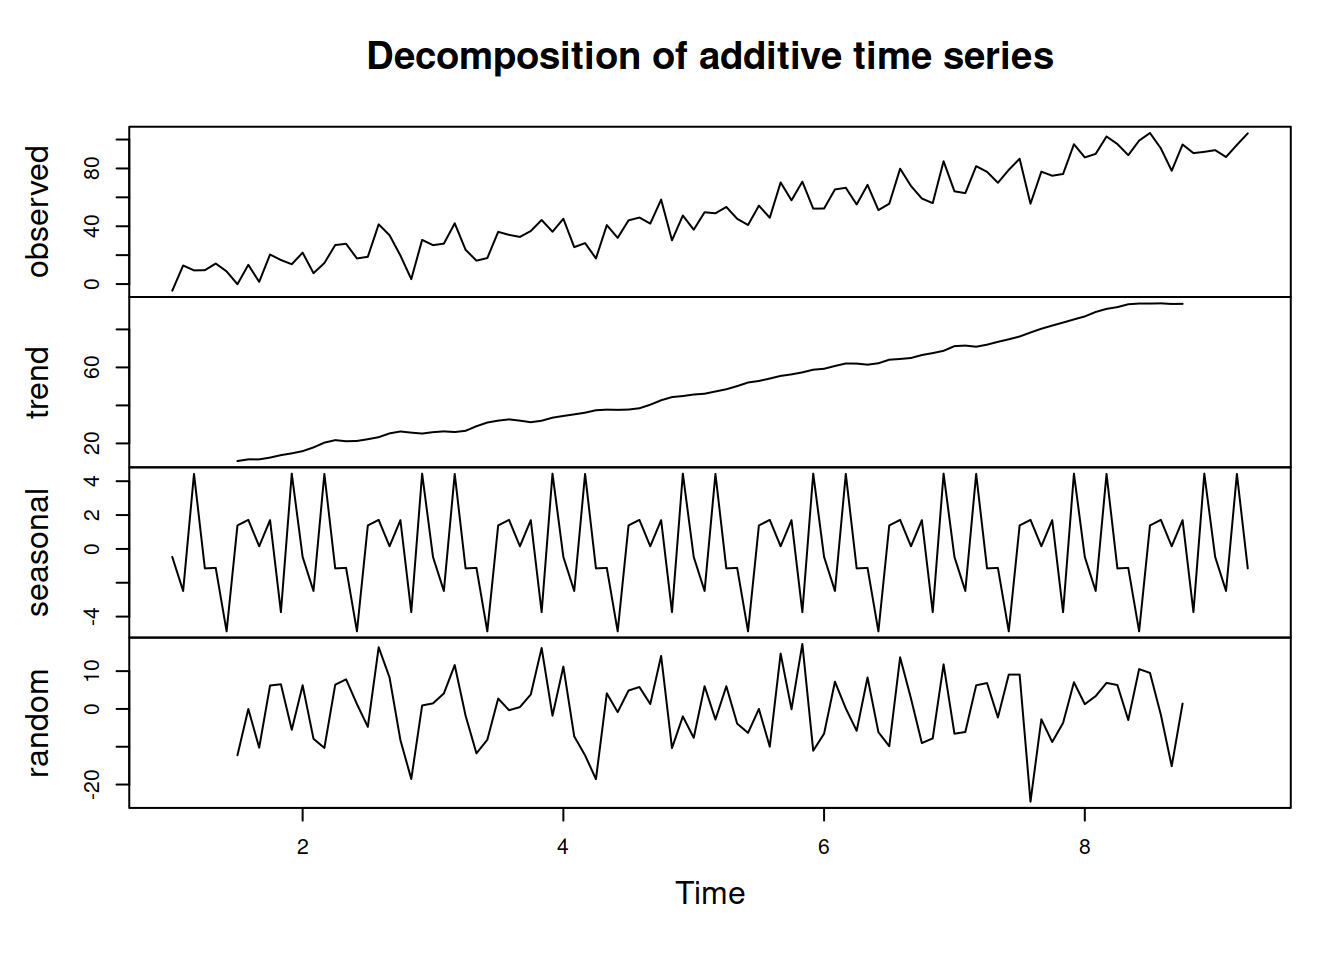 Decomposition of additive time series
observed
0 40 80
trend
20 60
seasonal
-4 0 2 4
random
-20 0 10
2 4 6 8
Time